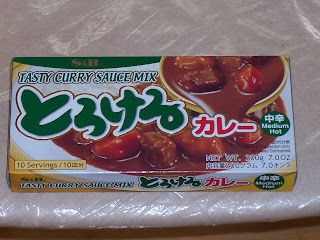 S&B
TASTY CURRY SAUCE MIX
とろける
カレー
中辛
Medium
Hot
10 Servings/10皿分
NET WT. 200g 7.0OZ
TASTY CURRY SAUCE MIX
とろける カレー
中辛
Medium
Hot